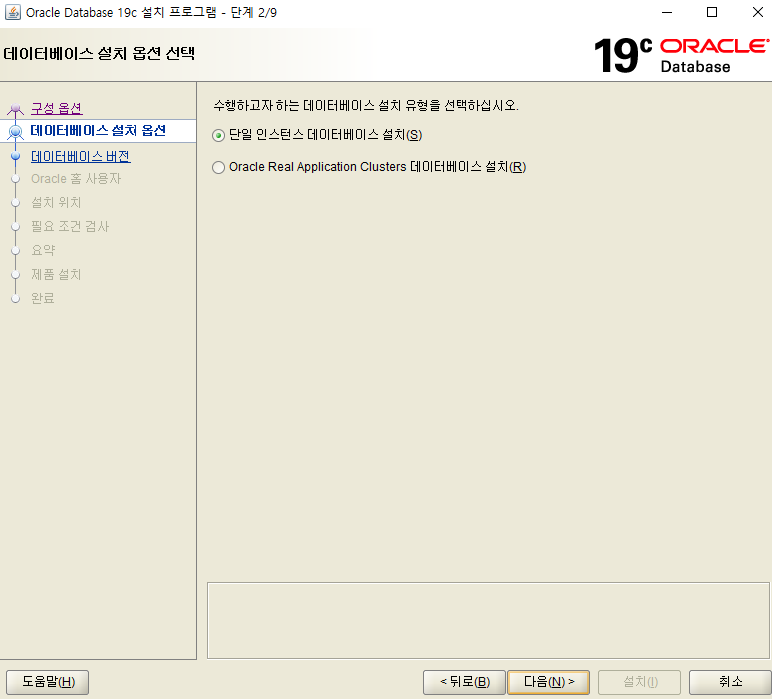 Oracle Database 19c 설치 프로그램 - 단계 2/9
데이터베이스 설치 옵션 선택
19c ORACLE
Database
구성 옵션
데이터베이스 설치 옵션
데이터베이스 버전
Oracle 홈 사용자
설치 위치
필요 조건 검사
요약
제품 설치
완료
수행하고자 하는 데이터베이스 설치 유형을 선택하십시오.
단일 인스턴스 데이터베이스 설치(S)
Oracle Real Application Clusters 데이터베이스 설치(R)
도움말(H)
< 뒤로(B)
다음(N) >
설치(I)
취소